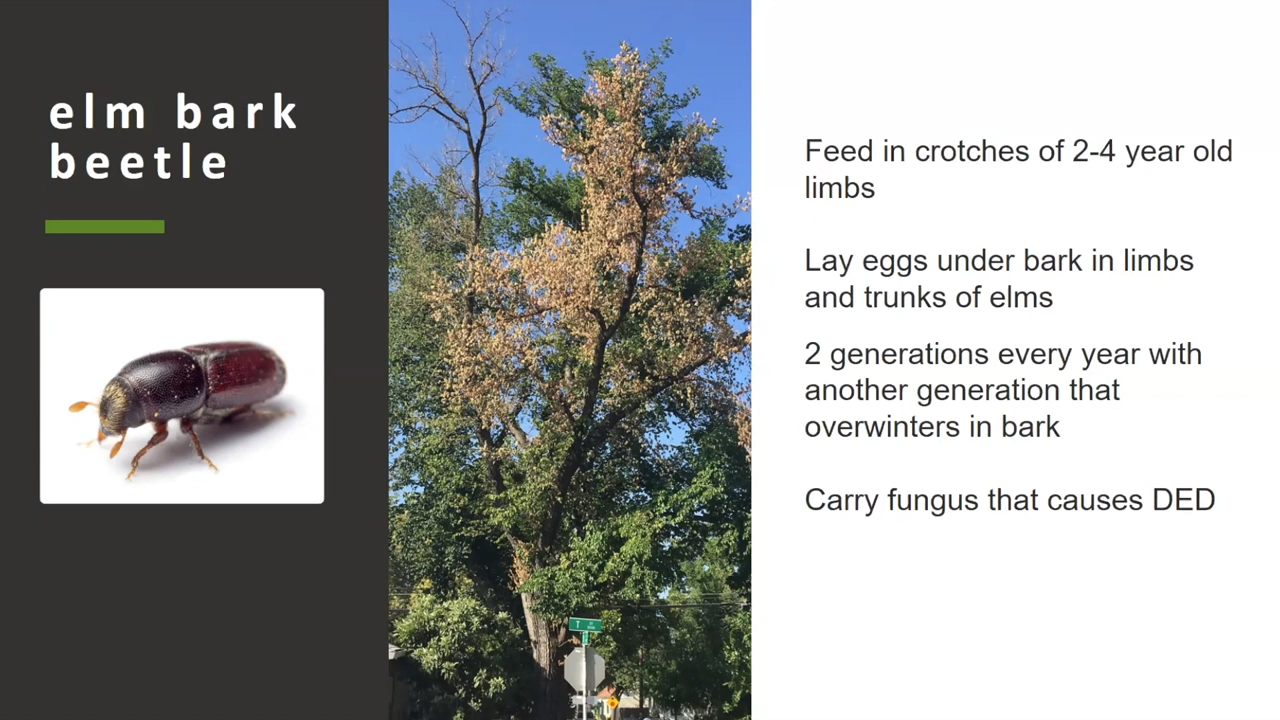 elm bark
beetle
Feed in crotches of 2-4 year old
limbs
Lay eggs under bark in limbs
and trunks of elms
2 generations every year with
another generation that
overwinters in bark
Carry fungus that causes DED
T